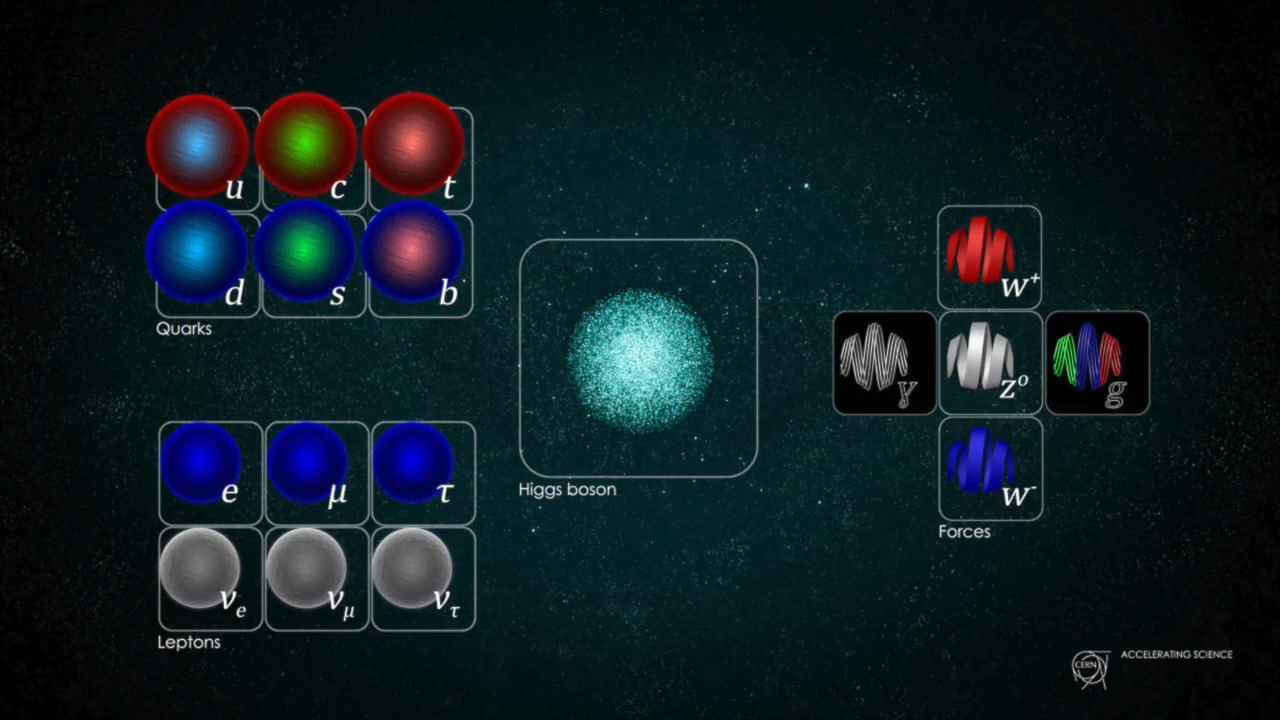 u c t
d s b
Quarks
e μ τ
νe νμ ντ
Leptons
Higgs boson
W+
γ Z0 g
W-
Forces
CERN
ACCELERATING SCIENCE